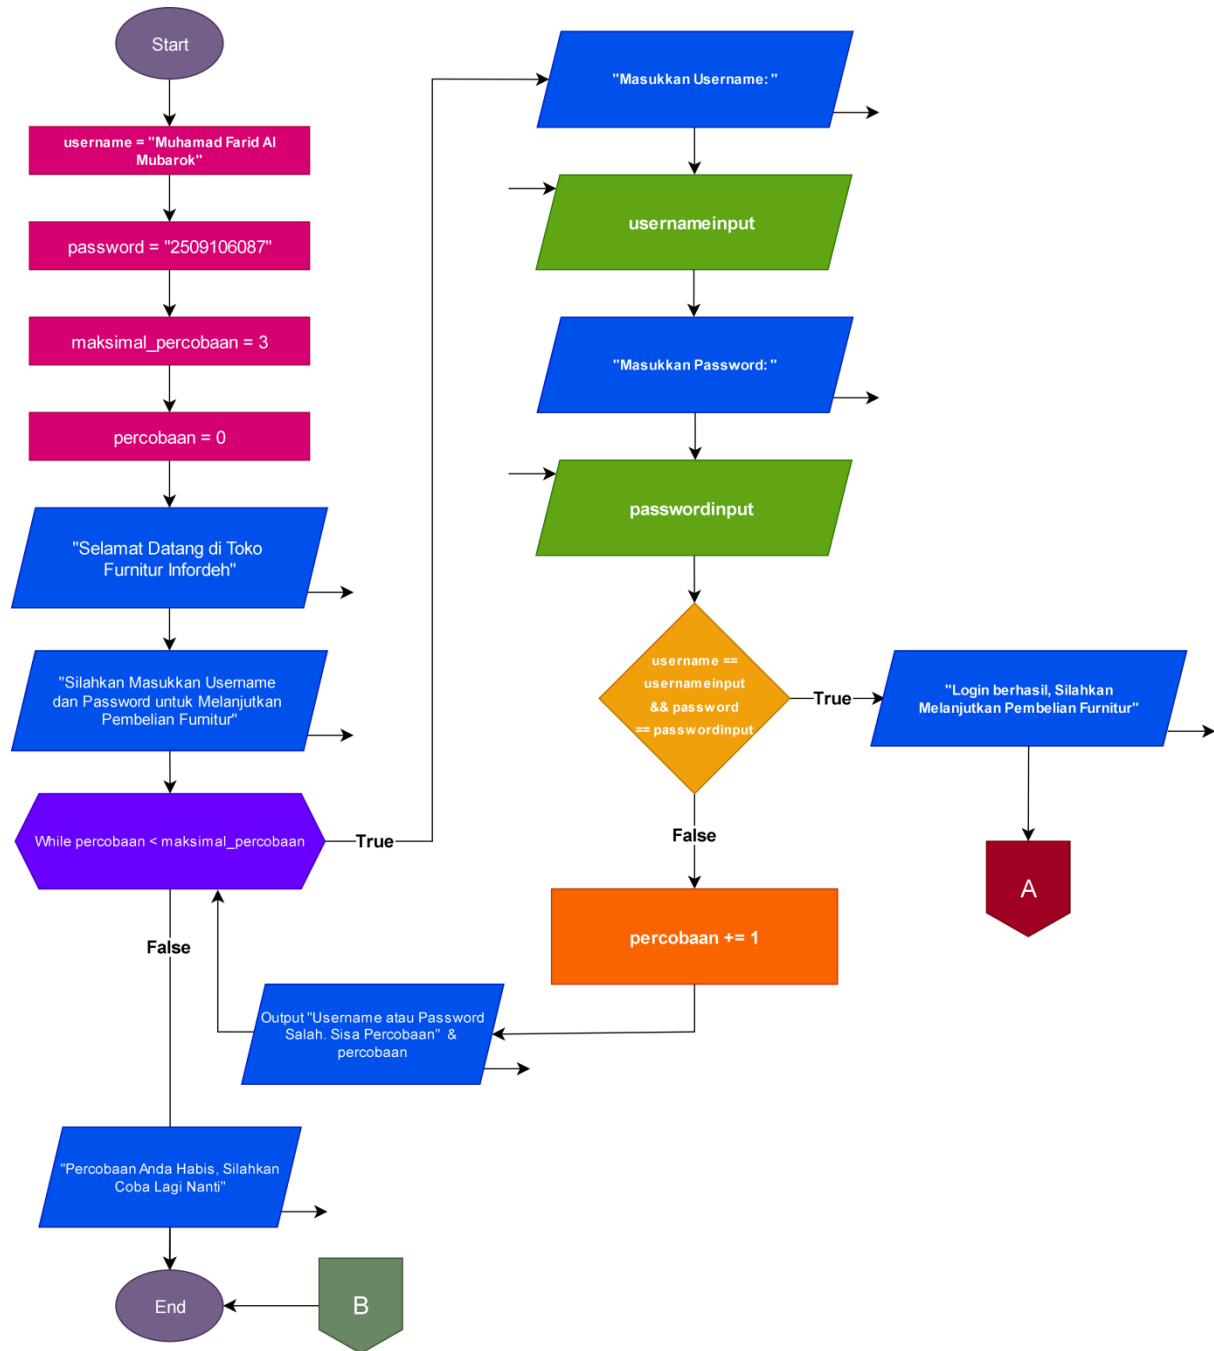 Start
username = "Muhamad Farid Al
Mubarok"
password = "2509106087"
maksimal_percobaan = 3
percobaan = 0
"Selamat Datang di Toko
Furnitur Infordeh"
"Silahkan Masukkan Username
dan Password untuk Melanjutkan
Pembelian Furnitur"
While percobaan < maksimal_percobaan
True
False
"Masukkan Username: "
usernameinput
"Masukkan Password: "
passwordinput
username ==
usernameinput
&& password
== passwordinput
True
"Login berhasil, Silahkan
Melanjutkan Pembelian Furnitur"
A
False
percobaan += 1
Output "Username atau Password
Salah. Sisa Percobaan" &
percobaan
"Percobaan Anda Habis, Silahkan
Coba Lagi Nanti"
End
B